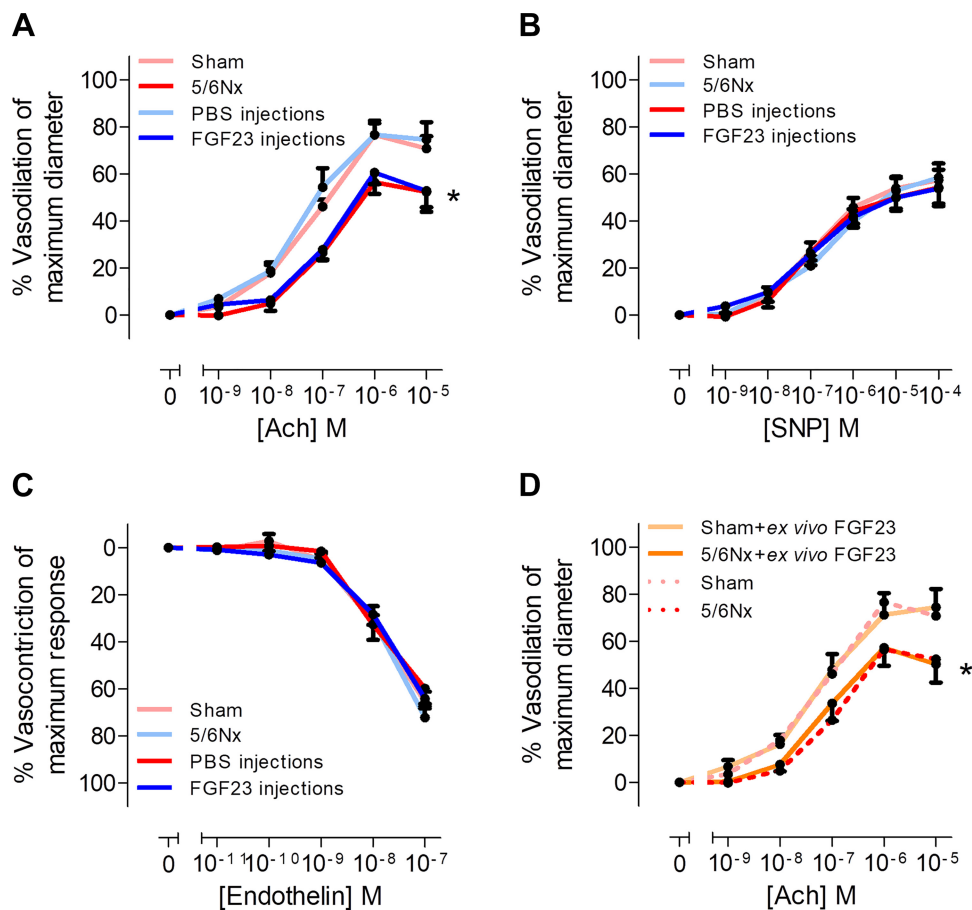 A
Sham
5/6Nx
PBS injections
FGF23 injections
% Vasodilation of
maximum diameter
100
80
60
40
20
0
*
0 10-9 10-8 10-7 10-6 10-5
[Ach] M
B
Sham
5/6Nx
PBS injections
FGF23 injections
% Vasodilation of
maximum diameter
100
80
60
40
20
0
0 10-9 10-8 10-7 10-6 10-5 10-4
[SNP] M
C
% Vasocontriction of
maximum response
0
20
40
60
80
100
Sham
5/6Nx
PBS injections
FGF23 injections
0 10-11 10-10 10-9 10-8 10-7
[Endothelin] M
D
Sham+ex vivo FGF23
5/6Nx+ex vivo FGF23
Sham
5/6Nx
% Vasodilation of
maximum diameter
100
80
60
40
20
0
*
0 10-9 10-8 10-7 10-6 10-5
[Ach] M